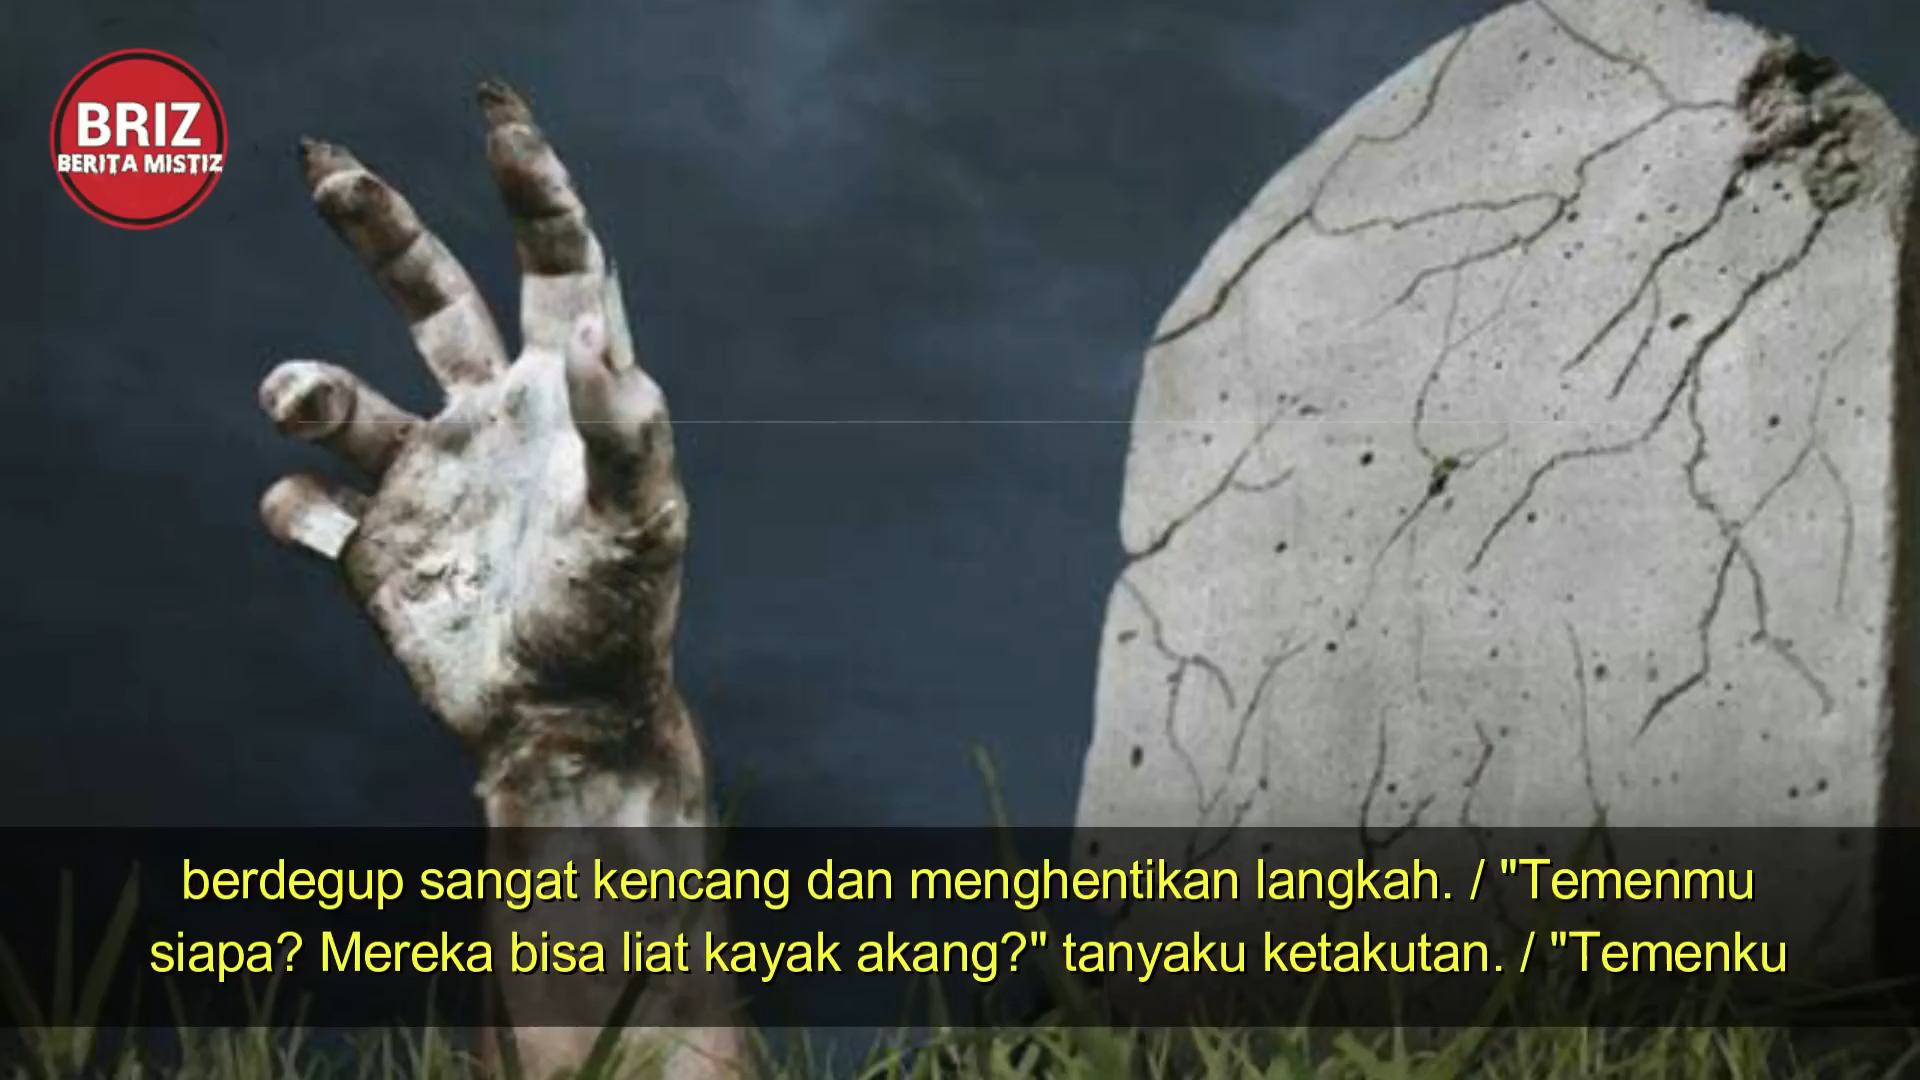 BRIZ
BERITA MISTIZ
berdegup sangat kencang dan menghentikan langkah. / "Temenmu
siapa? Mereka bisa liat kayak akang?" tanyaku ketakutan. / "Temenku